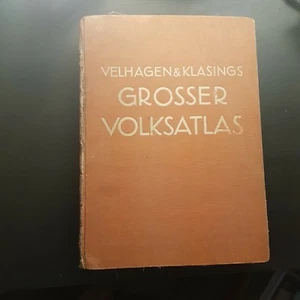 VELHAGEN & KLASINGS
GROSSER
VOLKSATLAS